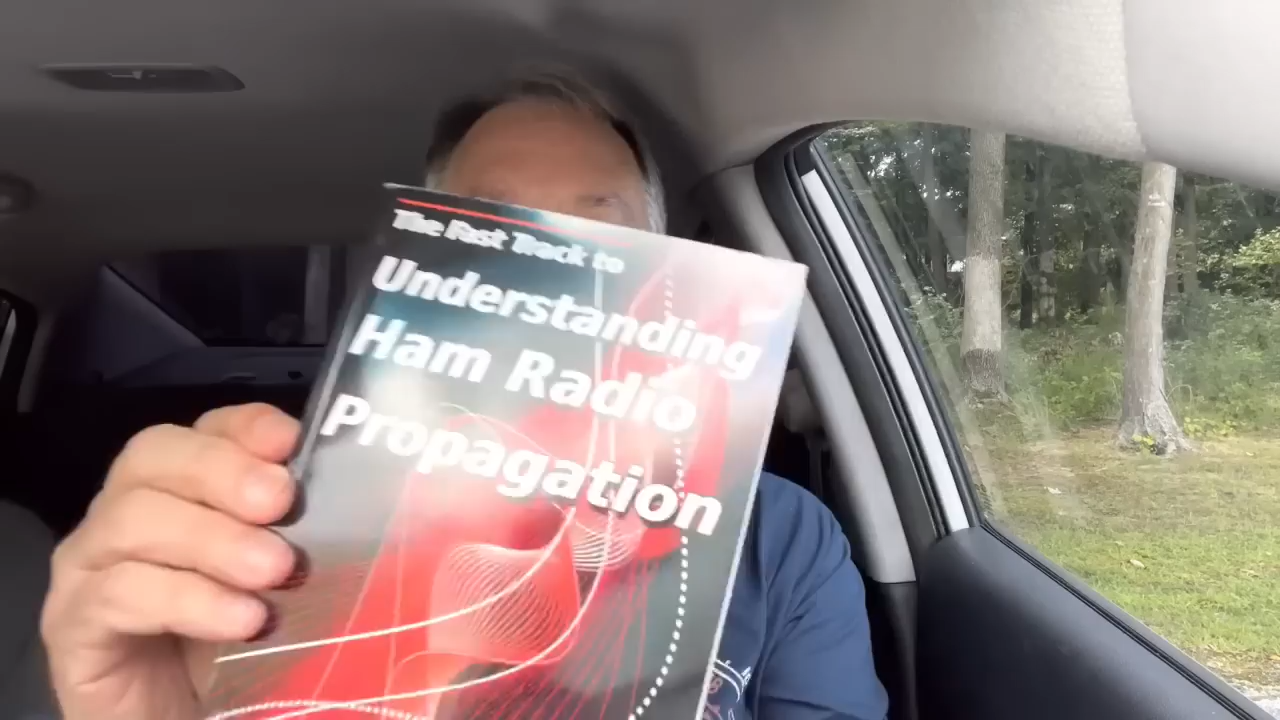 The Fast Track to
Understanding
Ham Radio
Propagation